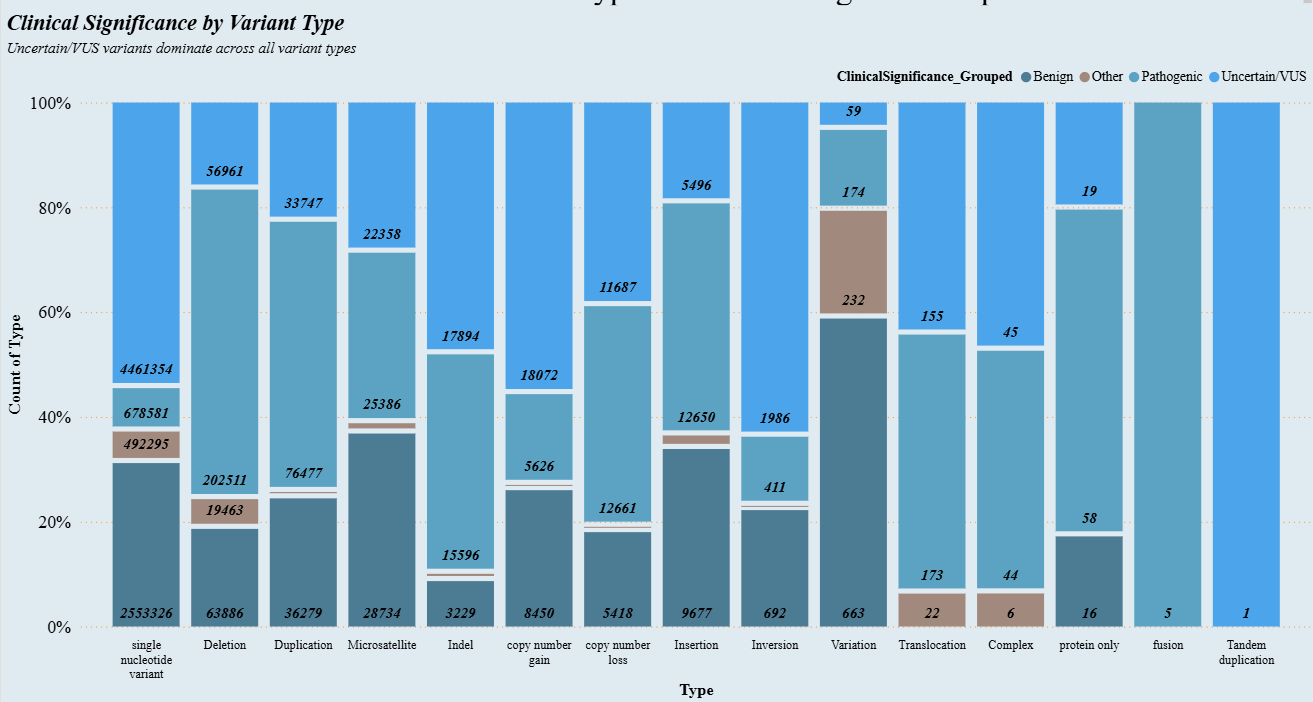 Clinical Significance by Variant Type
Uncertain/VUS variants dominate across all variant types
ClinicalSignificance_Grouped Benign Other Pathogenic Uncertain/VUS
100%
80%
60%
40%
20%
0%
Count of Type
4461354
678581
492295
2553326
56961
202511
19463
63886
33747
76477
36279
22358
25386
28734
17894
15596
3229
18072
5626
8450
11687
12661
5418
5496
12650
9677
1986
411
692
59
174
232
663
155
173
22
45
44
6
19
58
16
5
1
single
nucleotide
variant
Deletion
Duplication
Microsatellite
Indel
copy number
gain
copy number
loss
Insertion
Inversion
Variation
Translocation
Complex
protein only
fusion
Tandem
duplication
Type